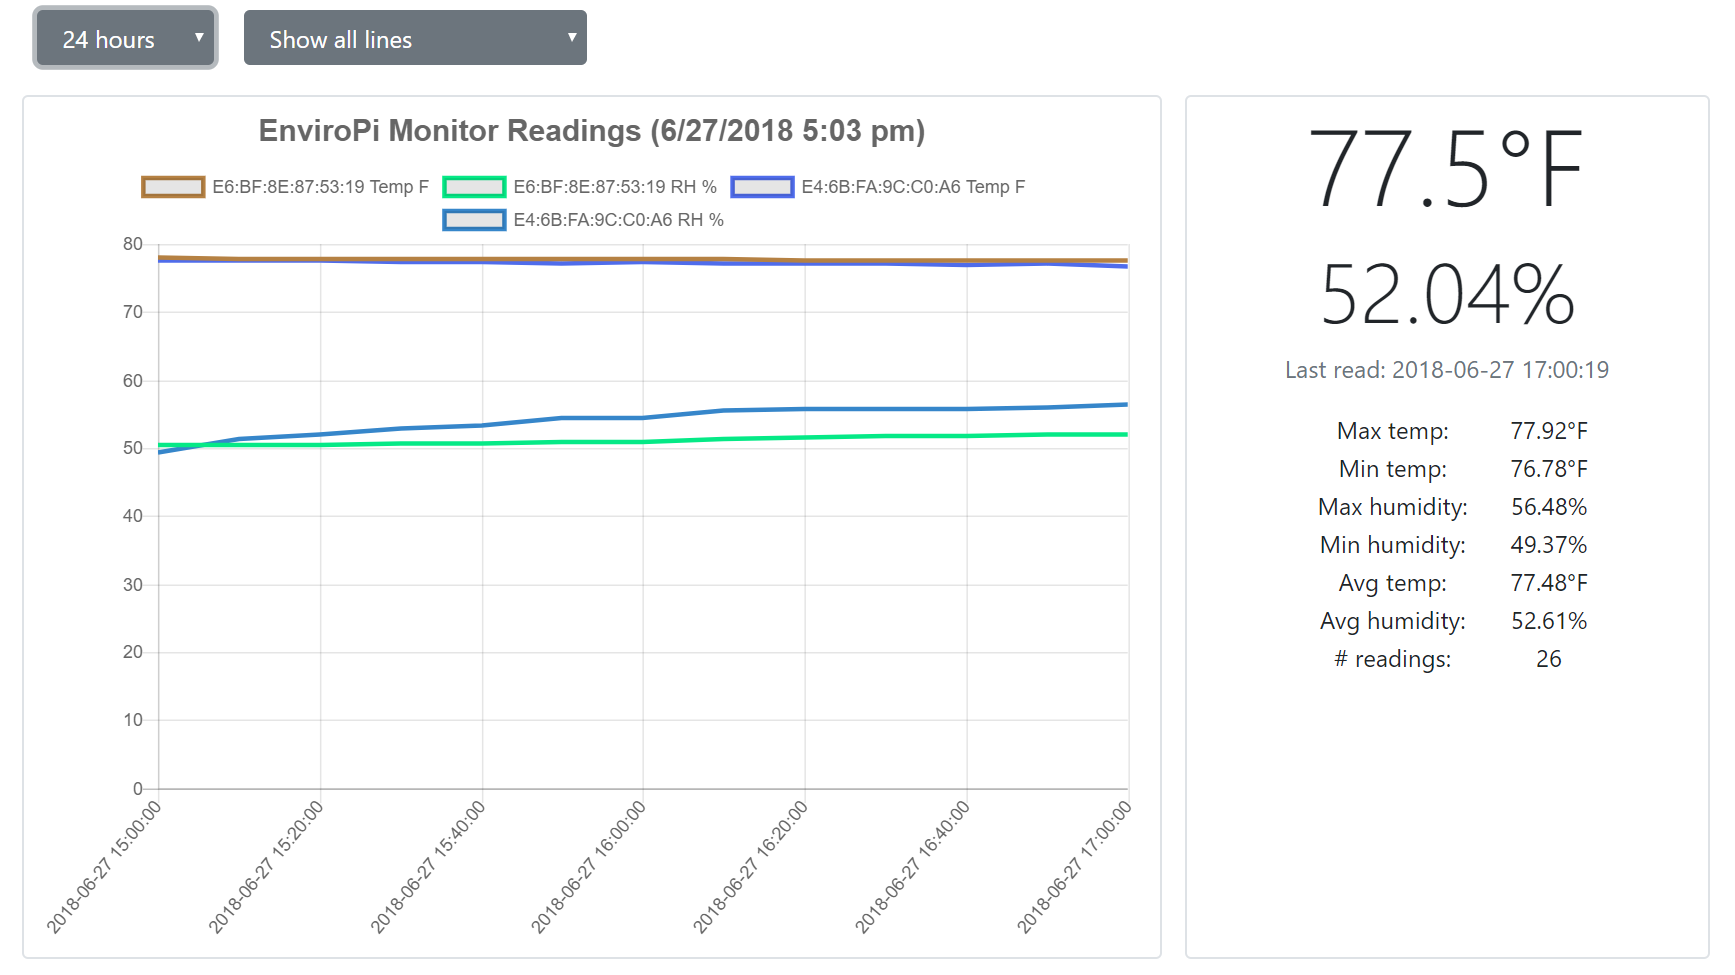 24 hours
Show all lines
EnviroPi Monitor Readings (6/27/2018 5:03 pm)
E6:BF:8E:87:53:19 Temp F
E6:BF:8E:87:53:19 RH %
E4:6B:FA:9C:C0:A6 Temp F
E4:6B:FA:9C:C0:A6 RH %
80
70
60
50
40
30
20
10
0
2018-06-27 15:00:00
2018-06-27 15:20:00
2018-06-27 15:40:00
2018-06-27 16:00:00
2018-06-27 16:20:00
2018-06-27 16:40:00
2018-06-27 17:00:00
77.5°F
52.04%
Last read: 2018-06-27 17:00:19
Max temp: 77.92°F
Min temp: 76.78°F
Max humidity: 56.48%
Min humidity: 49.37%
Avg temp: 77.48°F
Avg humidity: 52.61%
# readings: 26